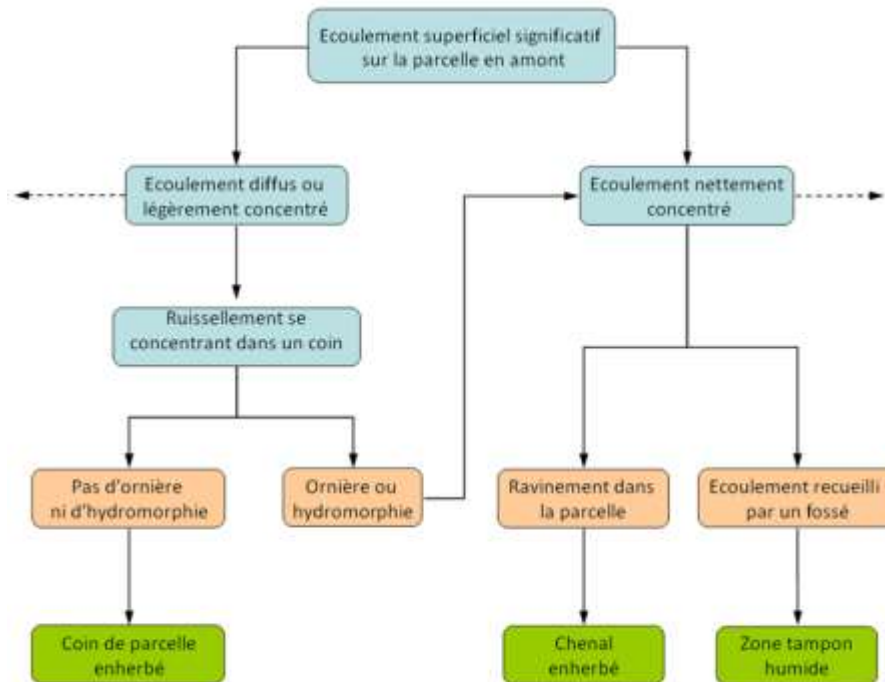 Ecoulement superficiel significatif
sur la parcelle en amont
Ecoulement diffus ou
légèrement concentré
Ecoulement nettement
concentré
Ruissellement se
concentrant dans un coin
Pas d'ornière
ni d'hydromorphie
Ornière ou
hydromorphie
Ravinement dans
la parcelle
Ecoulement recueilli
par un fossé
Coin de parcelle
enherbé
Chenal
enherbé
Zone tampon
humide